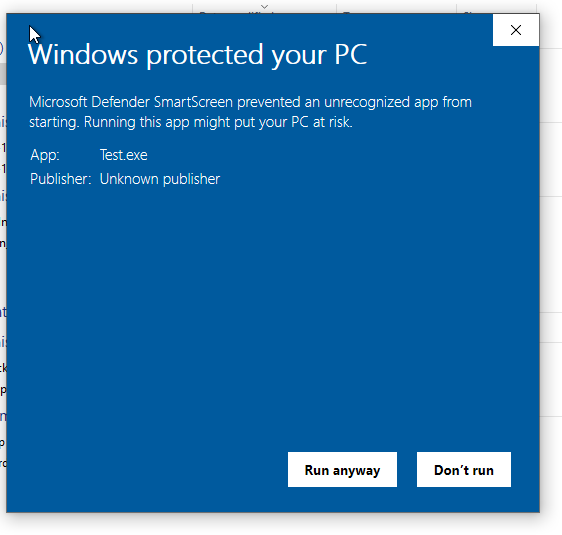 Windows protected your PC
Microsoft Defender SmartScreen prevented an unrecognized app from
starting. Running this app might put your PC at risk.
App: Test.exe
Publisher: Unknown publisher
Run anyway Don't run